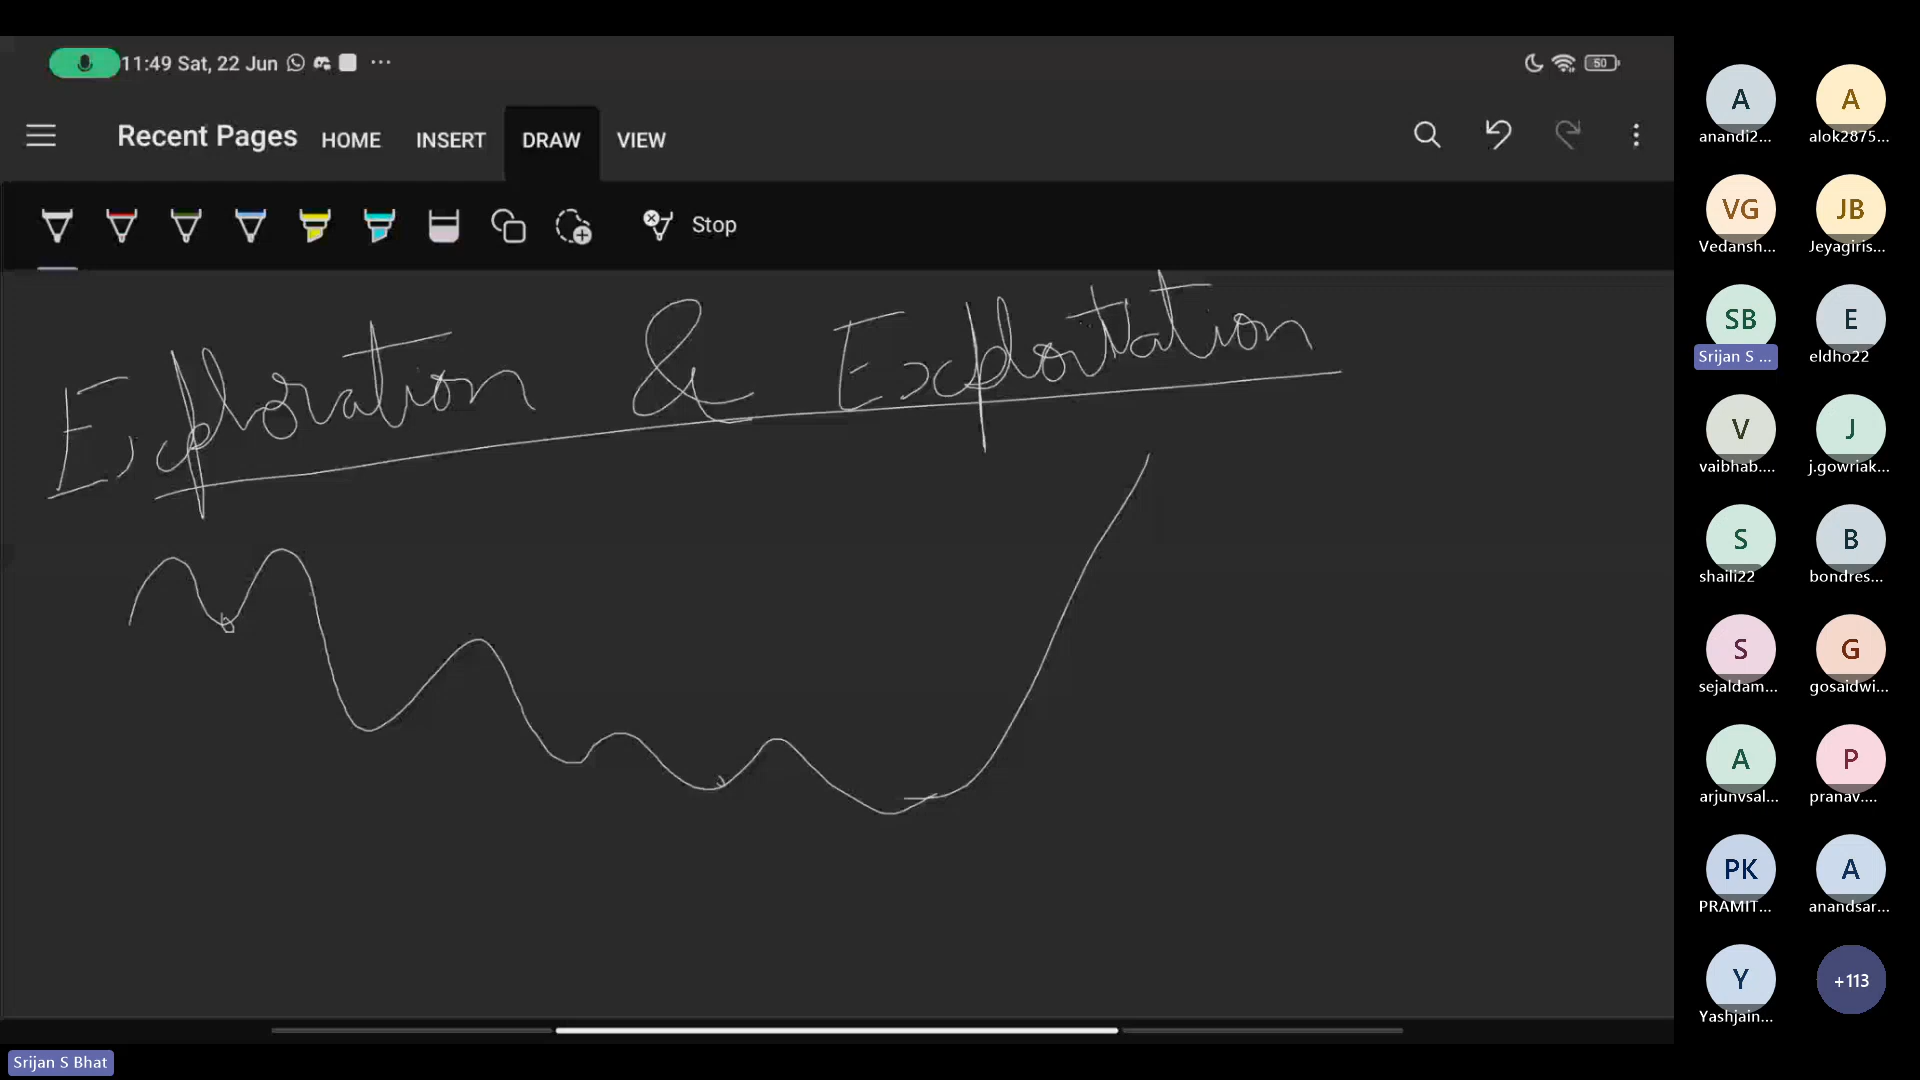 11:49 Sat, 22 Jun ...
50
Recent Pages HOME INSERT DRAW VIEW
Stop
Exploration & Exploitation
A
anandi2...
A
alok2875...
VG
Vedansh...
JB
Jeyagiris...
SB
Srijan S ...
E
eldho22
V
vaibhab....
J
j.gowriak...
S
shaili22
B
bondres...
S
sejaldam...
G
gosaidwi...
A
arjunvsal...
P
pranav....
PK
PRAMIT...
A
anandsar...
Y
Yashjain...
+113
Srijan S Bhat